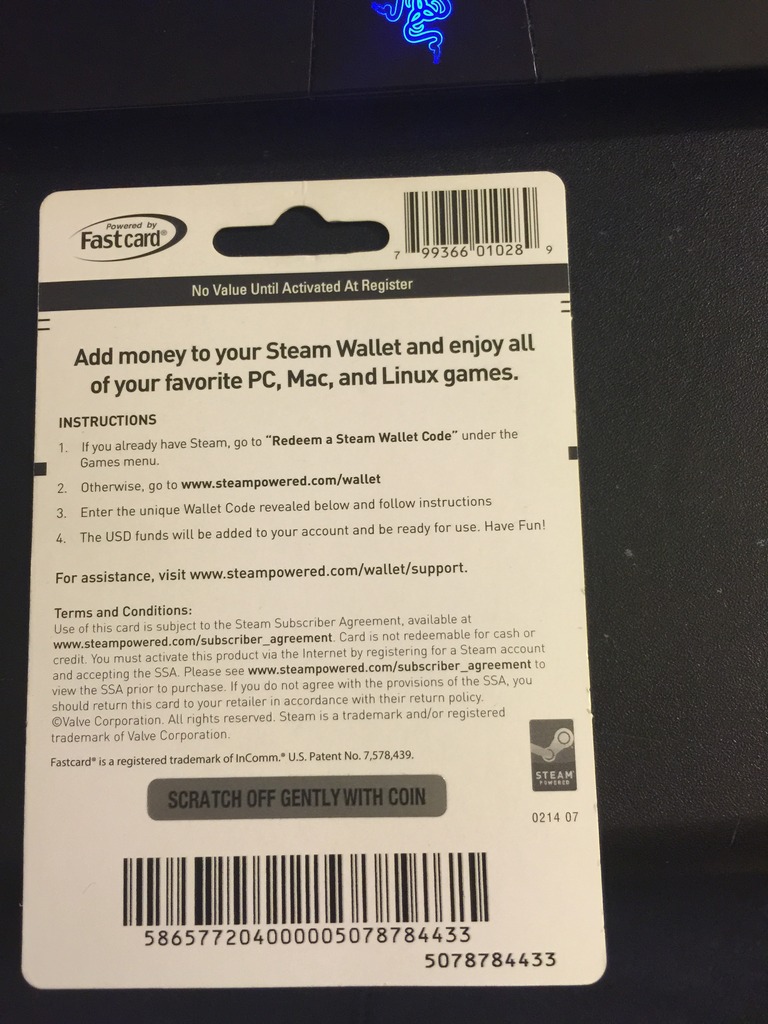 Powered by
Fastcard®
7 99366 01028 9
No Value Until Activated At Register
Add money to your Steam Wallet and enjoy all
of your favorite PC, Mac, and Linux games.
INSTRUCTIONS
1. If you already have Steam, go to “Redeem a Steam Wallet Code” under the
Games menu.
2. Otherwise, go to www.steampowered.com/wallet
3. Enter the unique Wallet Code revealed below and follow instructions
4. The USD funds will be added to your account and be ready for use. Have Fun!
For assistance, visit www.steampowered.com/wallet/support.
Terms and Conditions:
Use of this card is subject to the Steam Subscriber Agreement, available at
www.steampowered.com/subscriber_agreement. Card is not redeemable for cash or
credit. You must activate this product via the Internet by registering for a Steam account
and accepting the SSA. Please see www.steampowered.com/subscriber_agreement to
view the SSA prior to purchase. If you do not agree with the provisions of the SSA, you
should return this card to your retailer in accordance with their return policy.
©Valve Corporation. All rights reserved. Steam is a trademark and/or registered
trademark of Valve Corporation.
Fastcard® is a registered trademark of InComm.® U.S. Patent No. 7,578,439.
STEAM
POWERED
SCRATCH OFF GENTLY WITH COIN
0214 07
5865772040000005078784433
5078784433